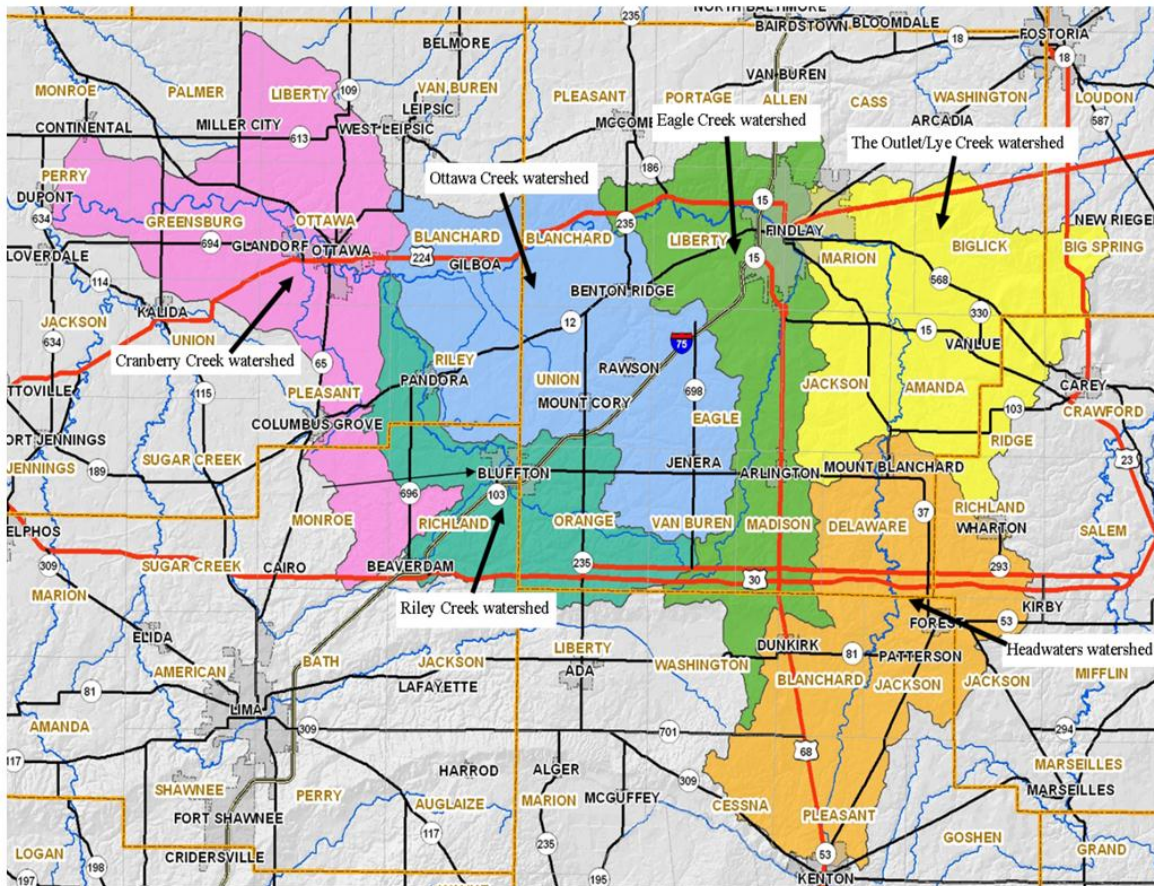 NORTH BALTIMORE
235
BAIRDSTOWN
BLOOMDALE
FOSTORIA
BELMORE
18
18
VAN BUREN
MONROE
PALMER
LIBERTY
109
VAN BUREN
LEIPSIC
PLEASANT
PORTAGE
ALLEN
CASS
WASHINGTON
LOUDON
CONTINENTAL
MILLER CITY
WEST LEIPSIC
MCCOMB
Eagle Creek watershed
ARCADIA
587
613
The Outlet/Lye Creek watershed
PERRY
186
Ottawa Creek watershed
DUPONT
634
15
GREENSBURG
OTTAWA
235
NEW RIEGEL
694
GLANDORF
OTTAWA
BLANCHARD
BLANCHARD
LIBERTY
FINDLAY
BIGLICK
BIG SPRING
CLOVERDALE
224
GILBOA
15
MARION
114
BENTON RIDGE
568
KALIDA
330
JACKSON
12
15
VANLUE
634
UNION
75
Cranberry Creek watershed
65
RILEY
RAWSON
PANDORA
UNION
JACKSON
AMANDA
CAREY
OTTOVILLE
115
PLEASANT
MOUNT CORY
698
EAGLE
103
CRAWFORD
COLUMBUS GROVE
FORT JENNINGS
RIDGE
JENNINGS
189
SUGAR CREEK
BLUFFTON
JENERA
ARLINGTON
MOUNT BLANCHARD
23
696
103
MONROE
RICHLAND
ORANGE
VAN BUREN
MADISON
DELAWARE
37
RICHLAND
WHARTON
SALEM
DELPHOS
309
SUGAR CREEK
CAIRO
BEAVERDAM
235
30
293
MARION
Riley Creek watershed
KIRBY
FOREST
53
ELIDA
LIBERTY
DUNKIRK
Headwaters watershed
BATH
JACKSON
WASHINGTON
81
PATTERSON
AMERICAN
LAFAYETTE
ADA
BLANCHARD
JACKSON
JACKSON
MIFFLIN
81
LIMA
AMANDA
309
701
294
117
68
MARSEILLES
HARROD
ALGER
309
SHAWNEE
PERRY
AUGLAIZE
MARION
MCGUFFEY
CESSNA
PLEASANT
MARSEILLES
FORT SHAWNEE
117
235
GOSHEN
GRAND
LOGAN
CRIDERSVILLE
53
198
197
195
KENTON